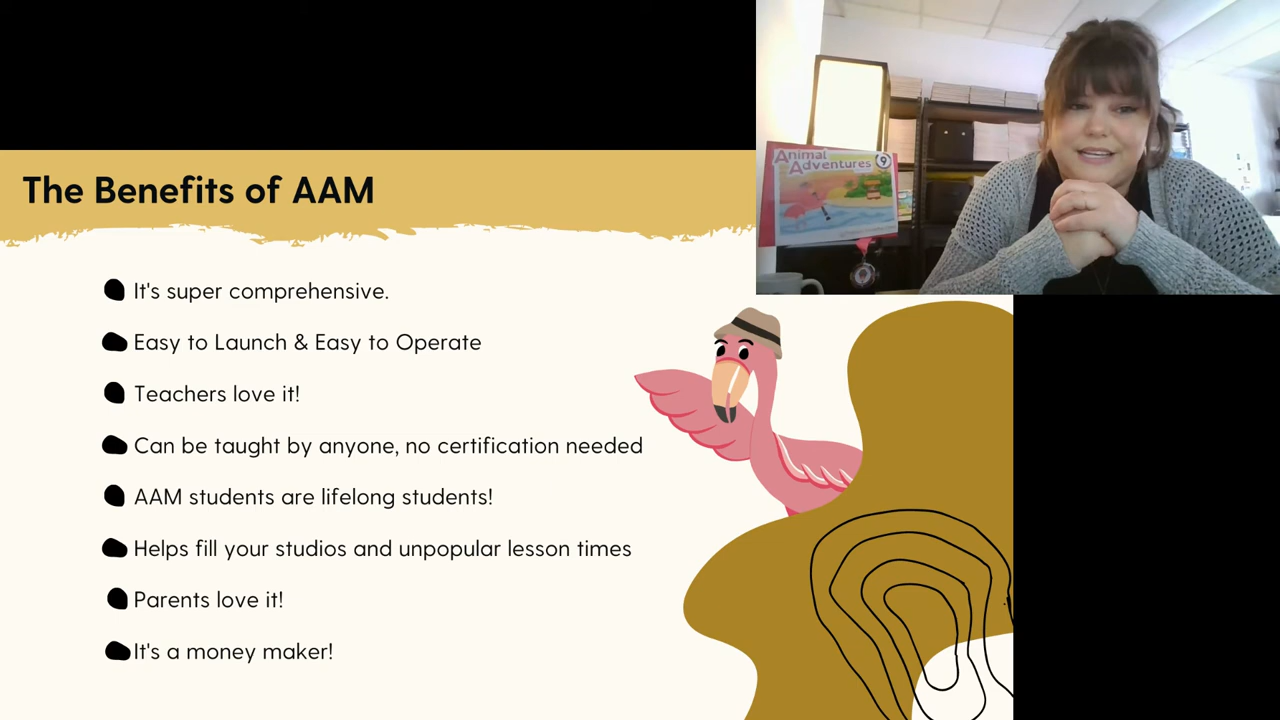 The Benefits of AAM
It's super comprehensive.
Easy to Launch & Easy to Operate
Teachers love it!
Can be taught by anyone, no certification needed
AAM students are lifelong students!
Helps fill your studios and unpopular lesson times
Parents love it!
It's a money maker!
Animal
Adventures
9